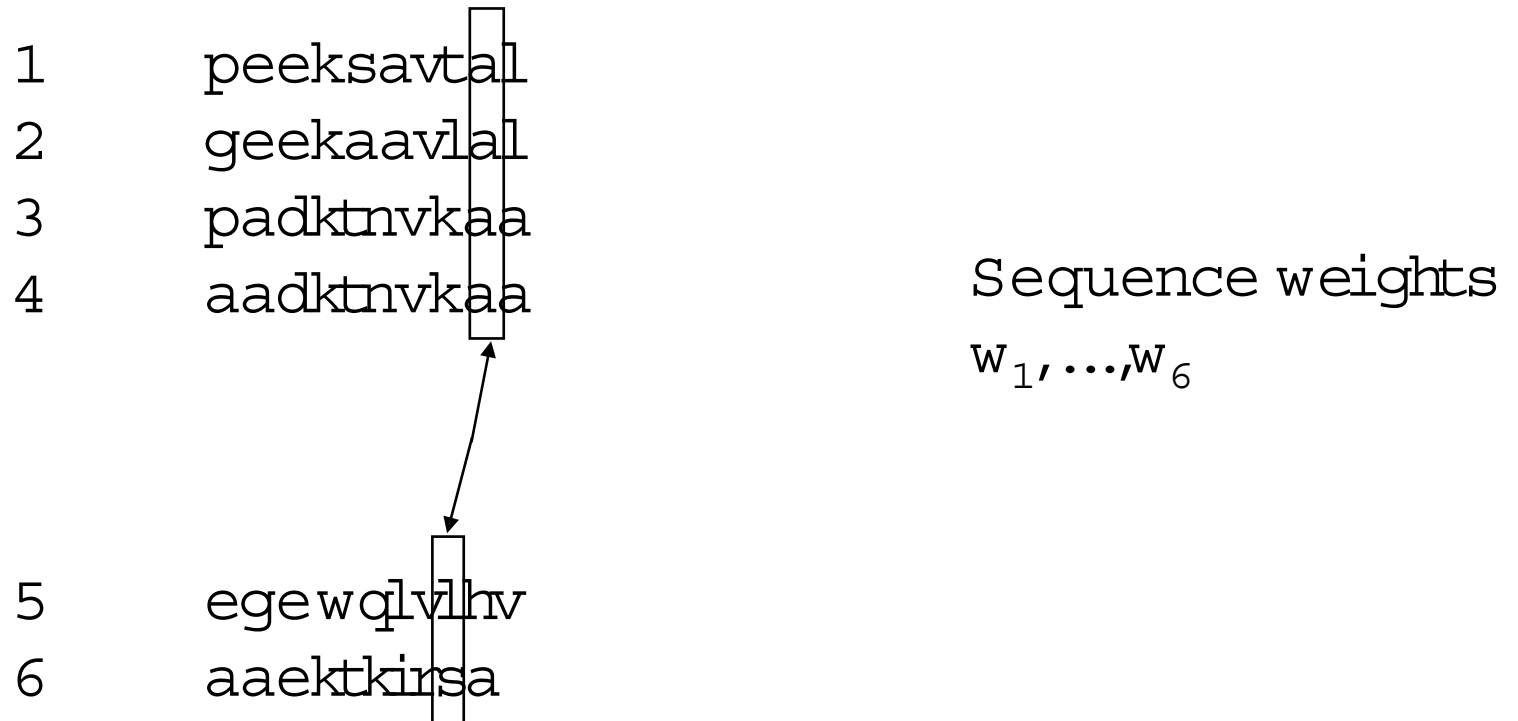 1 peeksavtal
2 geekaavlal
3 padktnvkaa
4 aadktnvkaa
Sequence weights
w1,...,w6
5 egewqlvlhv
6 aaektkirsa